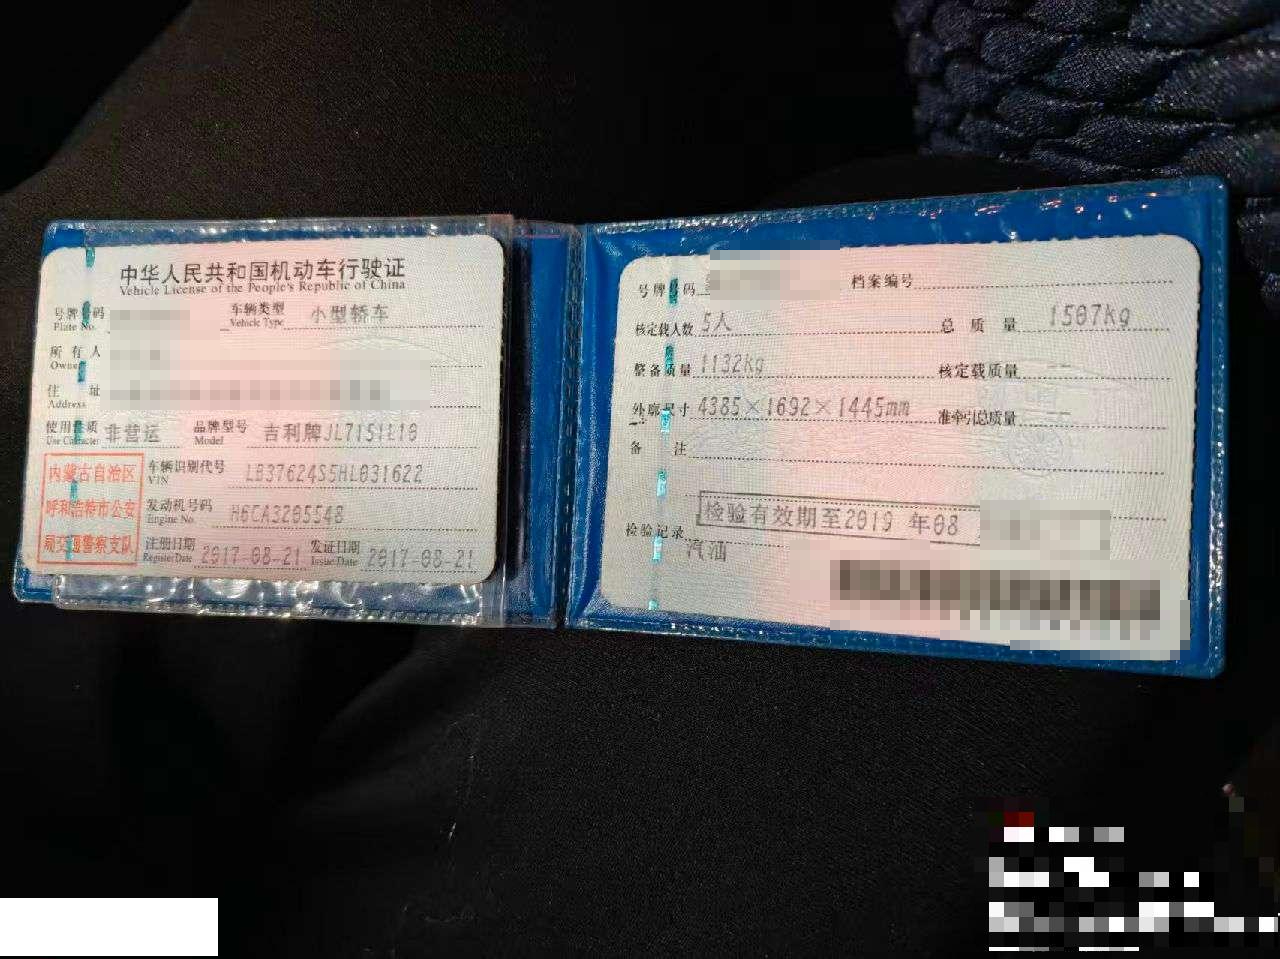 中华人民共和国机动车行驶证
Vehicle License of the People's Republic of China
号牌号码
Plate No.
车辆类型 小型轿车
Vehicle Type
所有人
Owner
住址
Address
使用性质 非营运
Use Character
品牌型号 吉利牌JL7151L18
Model
内蒙古自治区
呼和浩特市公安
局交通警察支队
车辆识别代号 LB37624S5HL031622
VIN
发动机号码 H6CA3205548
Engine No.
注册日期 2017-08-21 发证日期 2017-08-21
Register Date Issue Date
号牌号码 档案编号
核定载人数 5人 总质量 1507kg
整备质量 1132kg 核定载质量 --
外廓尺寸 4385×1692×1445mm 准牵引总质量 --
备注
检验记录 检验有效期至2019年08
汽油